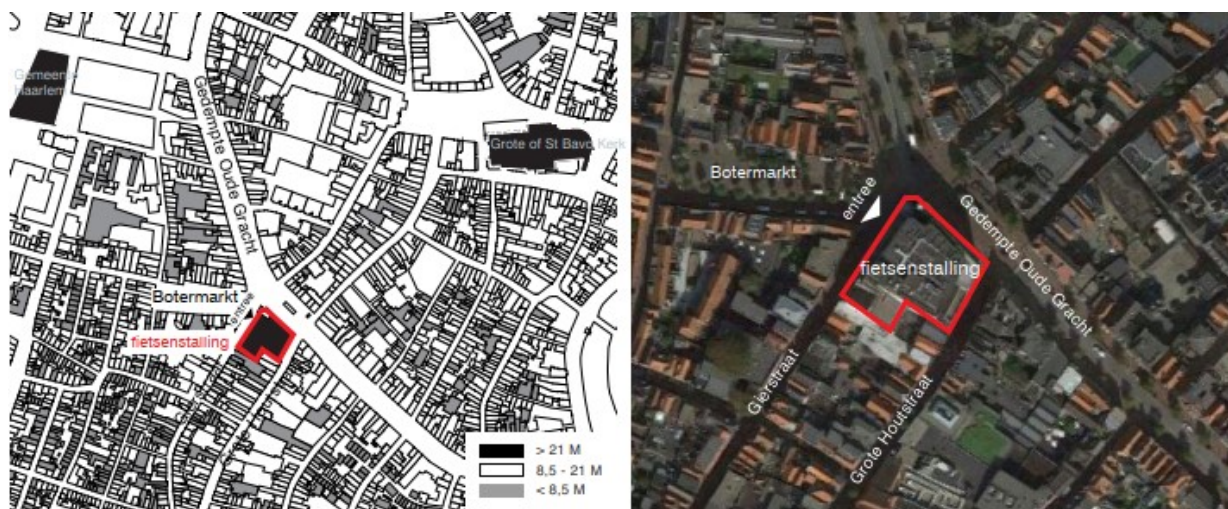 Gemeente
Haarlem
Gedempte Oude Gracht
Grote of St Bavo Kerk
Botermarkt
entree
fietsenstalling
> 21 M
8,5 - 21 M
< 8,5 M
Botermarkt
entree
fietsenstalling
Gedempte Oude Gracht
Gierstraat
Grote Houtstraat